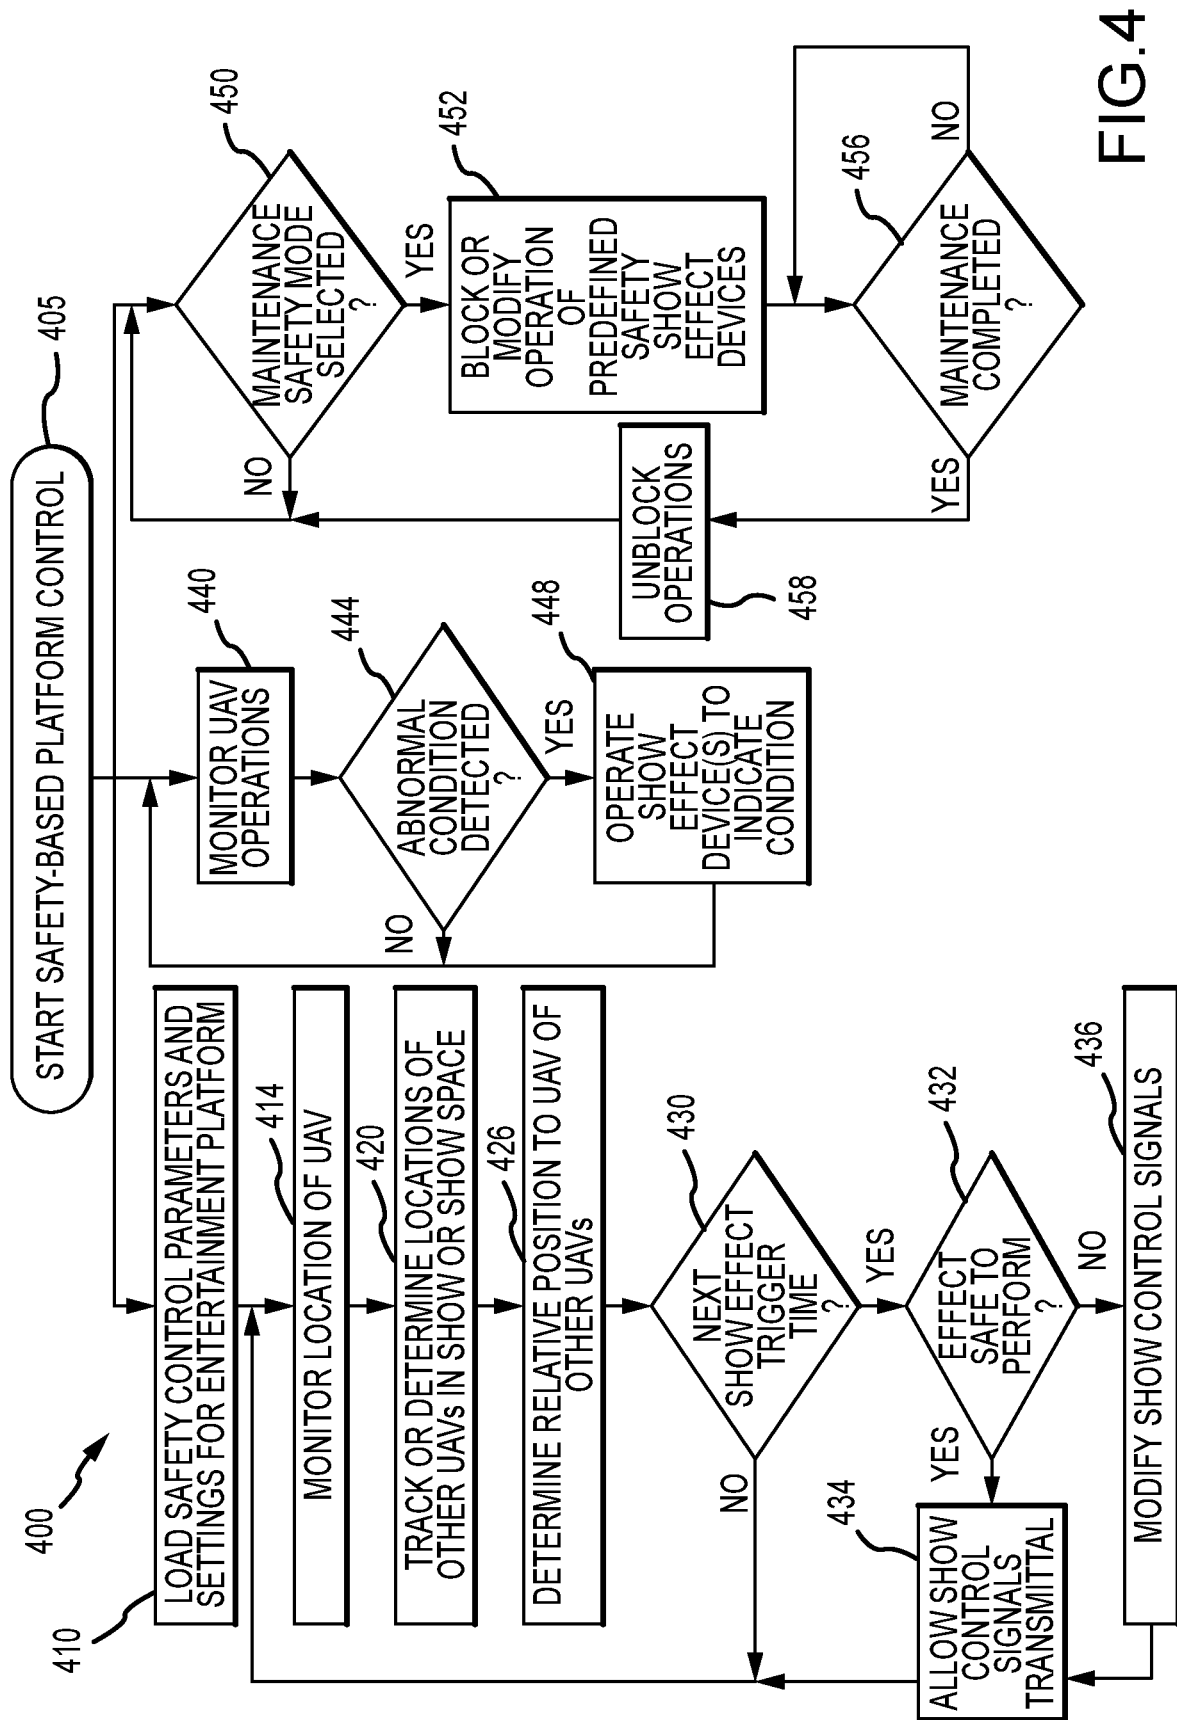 START SAFETY-BASED PLATFORM CONTROL
405
400
410
LOAD SAFETY CONTROL PARAMETERS AND
SETTINGS FOR ENTERTAINMENT PLATFORM
414
MONITOR LOCATION OF UAV
420
TRACK OR DETERMINE LOCATIONS OF
OTHER UAVs IN SHOW OR SHOW SPACE
426
DETERMINE RELATIVE POSITION TO UAV OF
OTHER UAVs
430
NEXT
SHOW EFFECT
TRIGGER
TIME
?
NO
YES
432
EFFECT
SAFE TO
PERFORM
?
YES
NO
434
ALLOW SHOW
CONTROL
SIGNALS
TRANSMITTAL
436
MODIFY SHOW CONTROL SIGNALS
440
MONITOR UAV
OPERATIONS
444
ABNORMAL
CONDITION
DETECTED
?
NO
YES
448
OPERATE
SHOW
EFFECT
DEVICE(S) TO
INDICATE
CONDITION
450
MAINTENANCE
SAFETY MODE
SELECTED
?
NO
YES
452
BLOCK OR
MODIFY
OPERATION
OF
PREDEFINED
SAFETY
SHOW
EFFECT
DEVICES
456
MAINTENANCE
COMPLETED
?
NO
YES
UNBLOCK
OPERATIONS
458
FIG.4